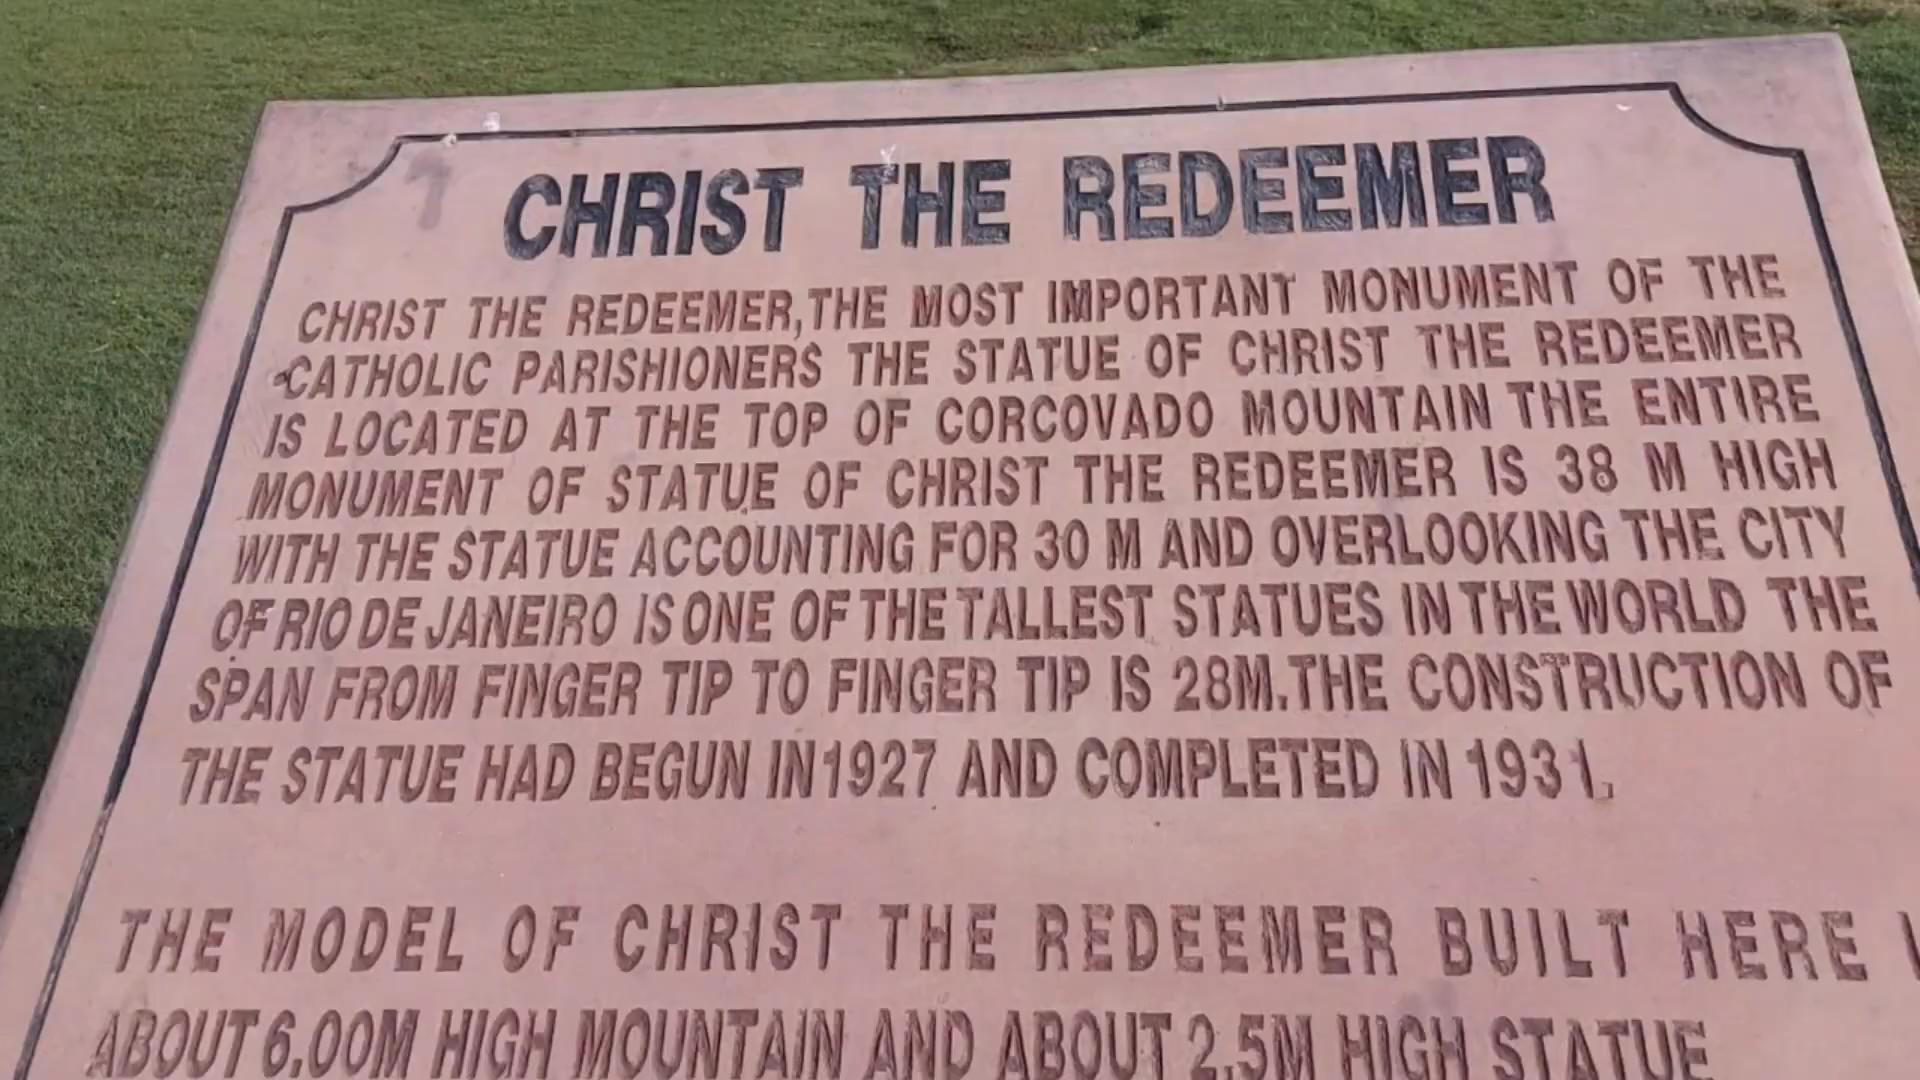 CHRIST THE REDEEMER
CHRIST THE REDEEMER,THE MOST IMPORTANT MONUMENT OF THE
CATHOLIC PARISHIONERS THE STATUE OF CHRIST THE REDEEMER
IS LOCATED AT THE TOP OF CORCOVADO MOUNTAIN THE ENTIRE
MONUMENT OF STATUE OF CHRIST THE REDEEMER IS 38 M HIGH
WITH THE STATUE ACCOUNTING FOR 30 M AND OVERLOOKING THE CITY
OF RIO DE JANEIRO IS ONE OF THE TALLEST STATUES IN THE WORLD THE
SPAN FROM FINGER TIP TO FINGER TIP IS 28M.THE CONSTRUCTION OF
THE STATUE HAD BEGUN IN 1927 AND COMPLETED IN 1931.
THE MODEL OF CHRIST THE REDEEMER BUILT HERE
ABOUT 6.00M HIGH MOUNTAIN AND ABOUT 2.5M HIGH STATUE